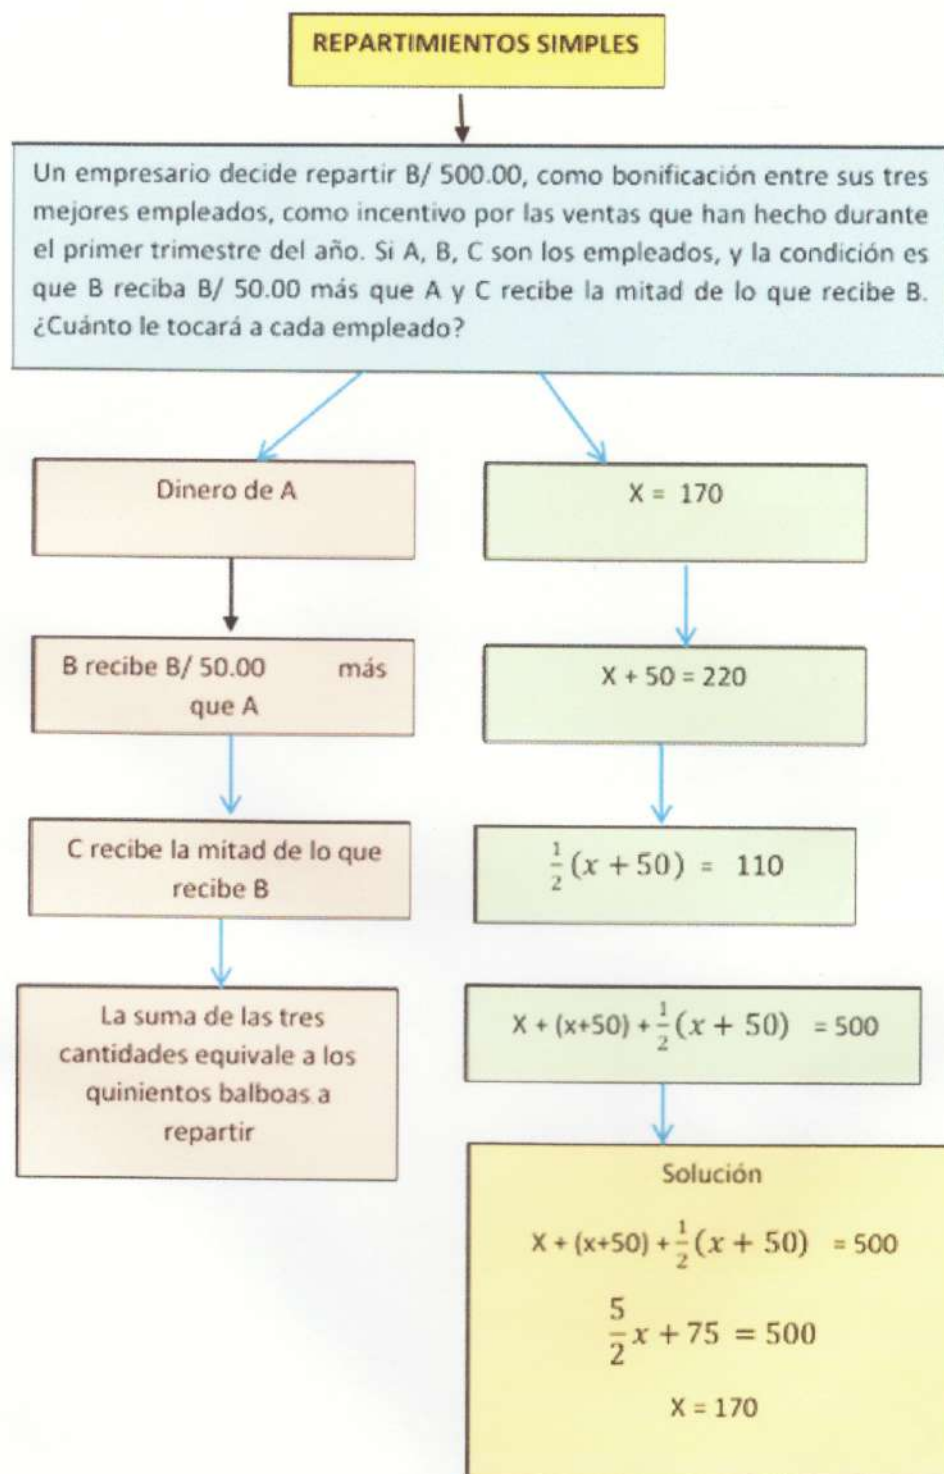 REPARTIMIENTOS SIMPLES
Un empresario decide repartir B/ 500.00, como bonificación entre sus tres
mejores empleados, como incentivo por las ventas que han hecho durante
el primer trimestre del año. Si A, B, C son los empleados, y la condición es
que B reciba B/ 50.00 más que A y C recibe la mitad de lo que recibe B.
¿Cuánto le tocará a cada empleado?
Dinero de A
X = 170
B recibe B/ 50.00 más
que A
X + 50 = 220
C recibe la mitad de lo que
recibe B
1/2 (x + 50) = 110
La suma de las tres
cantidades equivale a los
quinientos balboas a
repartir
X + (x+50) + 1/2 (x + 50) = 500
Solución
X + (x+50) + 1/2 (x + 50) = 500
5/2 x + 75 = 500
X = 170